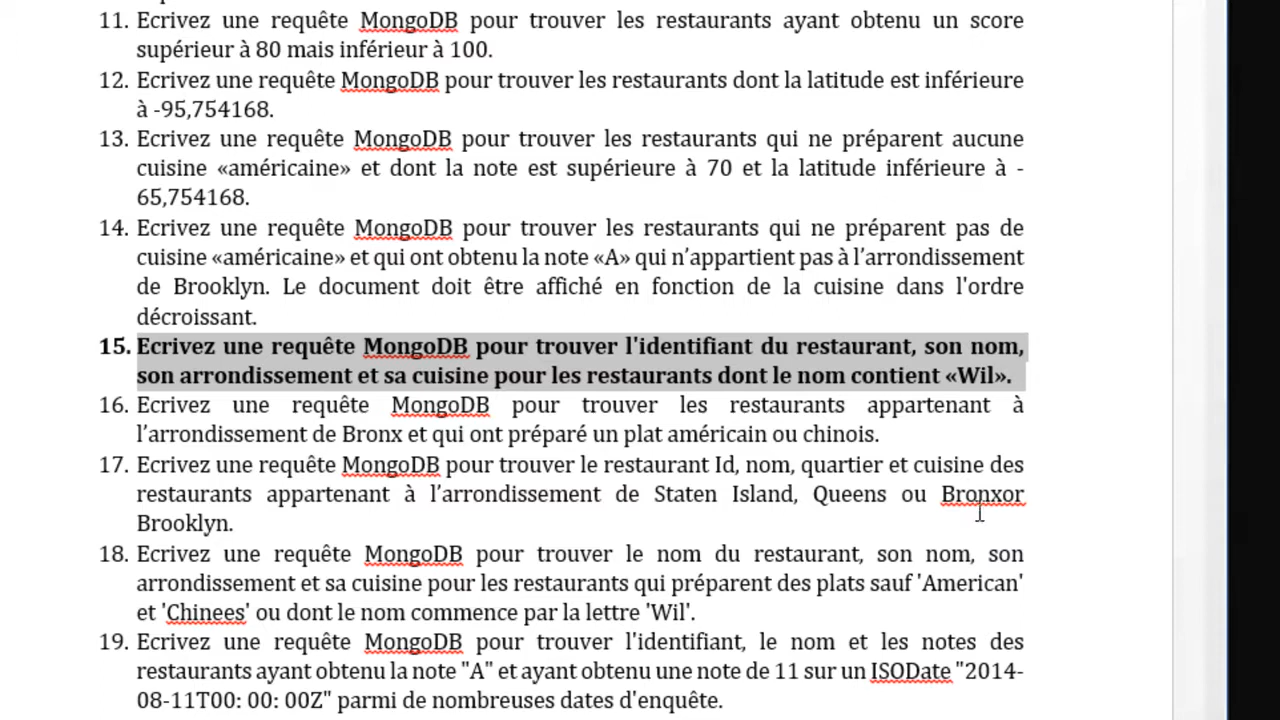 11. Ecrivez une requête MongoDB pour trouver les restaurants ayant obtenu un score
supérieur à 80 mais inférieur à 100.
12. Ecrivez une requête MongoDB pour trouver les restaurants dont la latitude est inférieure
à -95,754168.
13. Ecrivez une requête MongoDB pour trouver les restaurants qui ne préparent aucune
cuisine «américaine» et dont la note est supérieure à 70 et la latitude inférieure à -
65,754168.
14. Ecrivez une requête MongoDB pour trouver les restaurants qui ne préparent pas de
cuisine «américaine» et qui ont obtenu la note «A» qui n’appartient pas à l’arrondissement
de Brooklyn. Le document doit être affiché en fonction de la cuisine dans l'ordre
décroissant.
15. Ecrivez une requête MongoDB pour trouver l'identifiant du restaurant, son nom,
son arrondissement et sa cuisine pour les restaurants dont le nom contient «Wil».
16. Ecrivez une requête MongoDB pour trouver les restaurants appartenant à
l’arrondissement de Bronx et qui ont préparé un plat américain ou chinois.
17. Ecrivez une requête MongoDB pour trouver le restaurant Id, nom, quartier et cuisine des
restaurants appartenant à l’arrondissement de Staten Island, Queens ou Bronxor
Brooklyn.
18. Ecrivez une requête MongoDB pour trouver le nom du restaurant, son nom, son
arrondissement et sa cuisine pour les restaurants qui préparent des plats sauf 'American'
et 'Chinees' ou dont le nom commence par la lettre 'Wil'.
19. Ecrivez une requête MongoDB pour trouver l'identifiant, le nom et les notes des
restaurants ayant obtenu la note "A" et ayant obtenu une note de 11 sur un ISODate "2014-
08-11T00: 00: 00Z" parmi de nombreuses dates d'enquête.